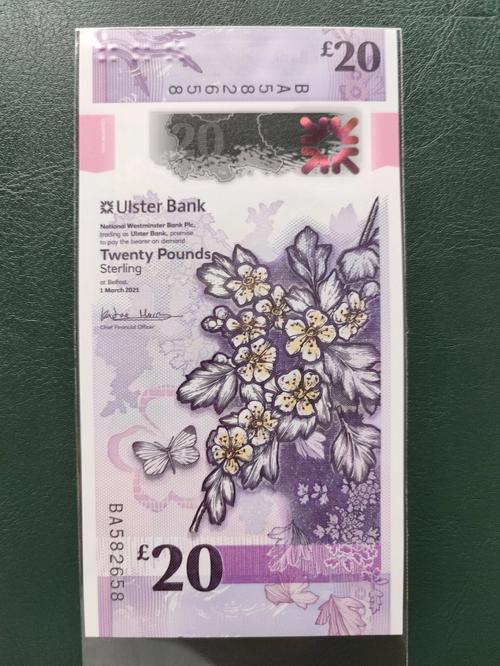 £20
BA582658
20
Ulster Bank
National Westminster Bank Plc,
trading as Ulster Bank, promise
to pay the bearer on demand
Twenty Pounds
Sterling
at Belfast,
1 March 2021
Chief Financial Officer
BA582658
£20